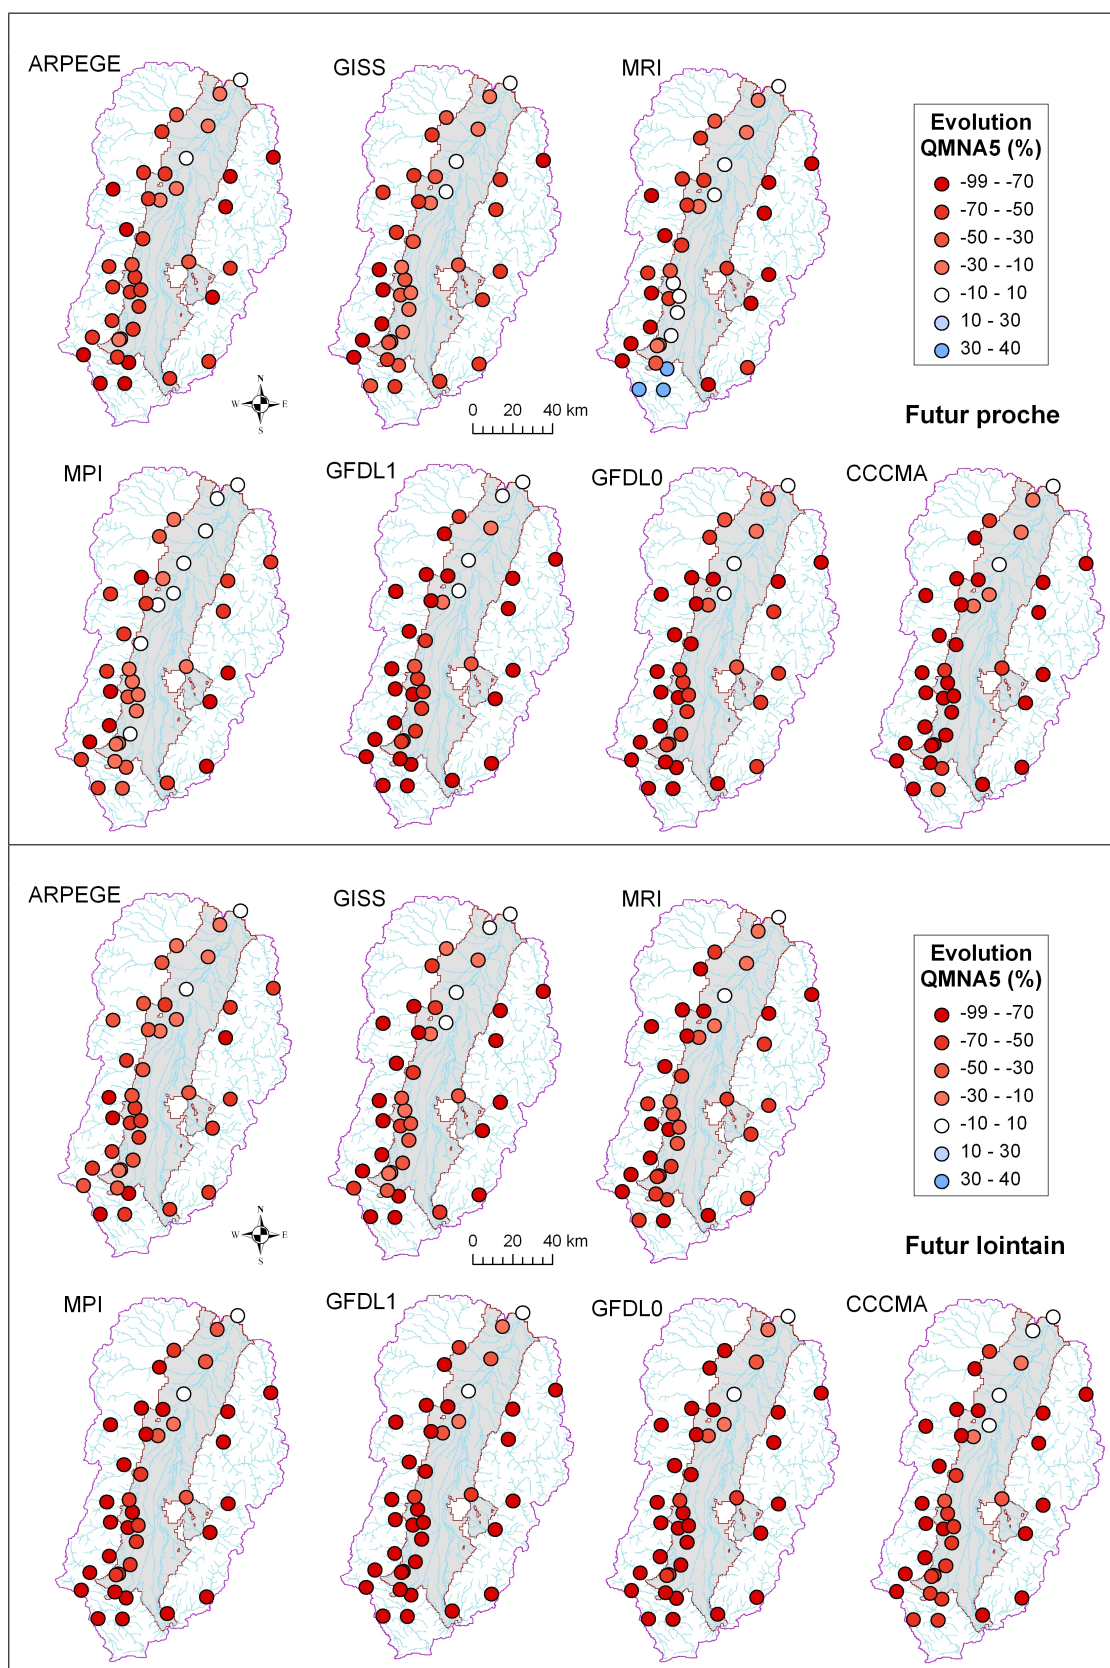 ARPEGE
GISS
MRI
Evolution
QMNA5 (%)
-99 - -70
-70 - -50
-50 - -30
-30 - -10
-10 - 10
10 - 30
30 - 40
N
W E
S
0 20 40 km
Futur proche
MPI
GFDL1
GFDL0
CCCMA
ARPEGE
GISS
MRI
Evolution
QMNA5 (%)
-99 - -70
-70 - -50
-50 - -30
-30 - -10
-10 - 10
10 - 30
30 - 40
N
W E
S
0 20 40 km
Futur lointain
MPI
GFDL1
GFDL0
CCCMA